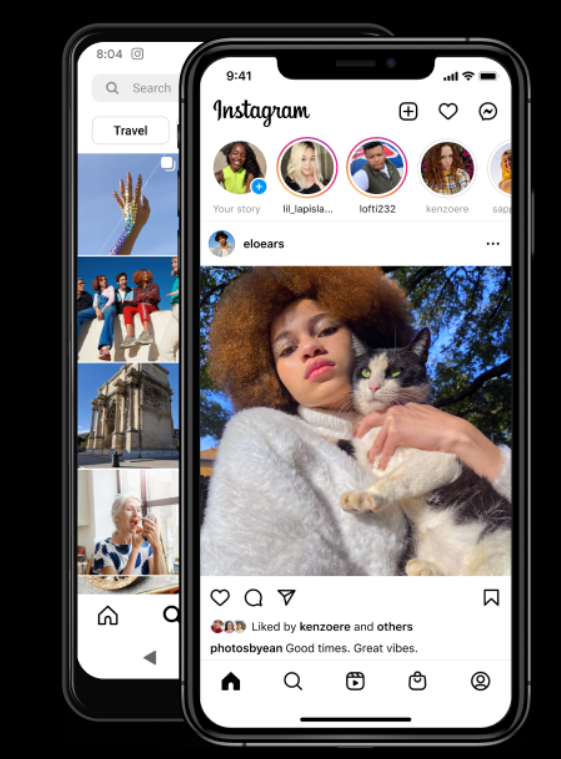 8:04
Search
Travel
9:41
Instagram
Your story
lil_lapisla...
lofti232
kenzoere
sapp
eloears
Liked by kenzoere and others
photosbyean Good times. Great vibes.